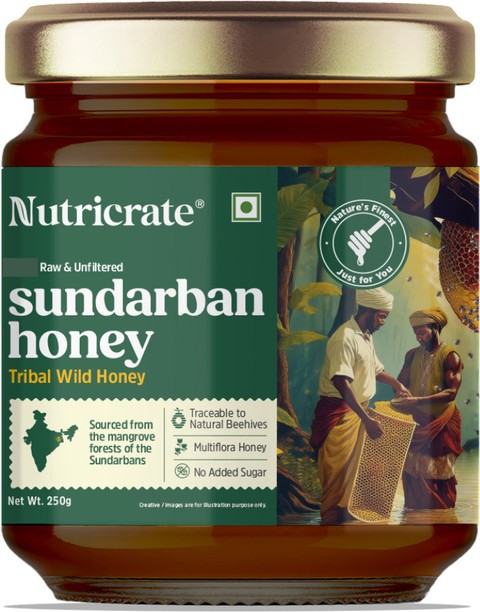 Nutricrate®
Nature's Finest
Just for You
Raw & Unfiltered
sundarban
honey
Tribal Wild Honey
Sourced from
the mangrove
forests of the
Sundarbans
Traceable to
Natural Beehives
Multiflora Honey
No Added Sugar
Net Wt. 250g
Creative / Images are for illustration purpose only.